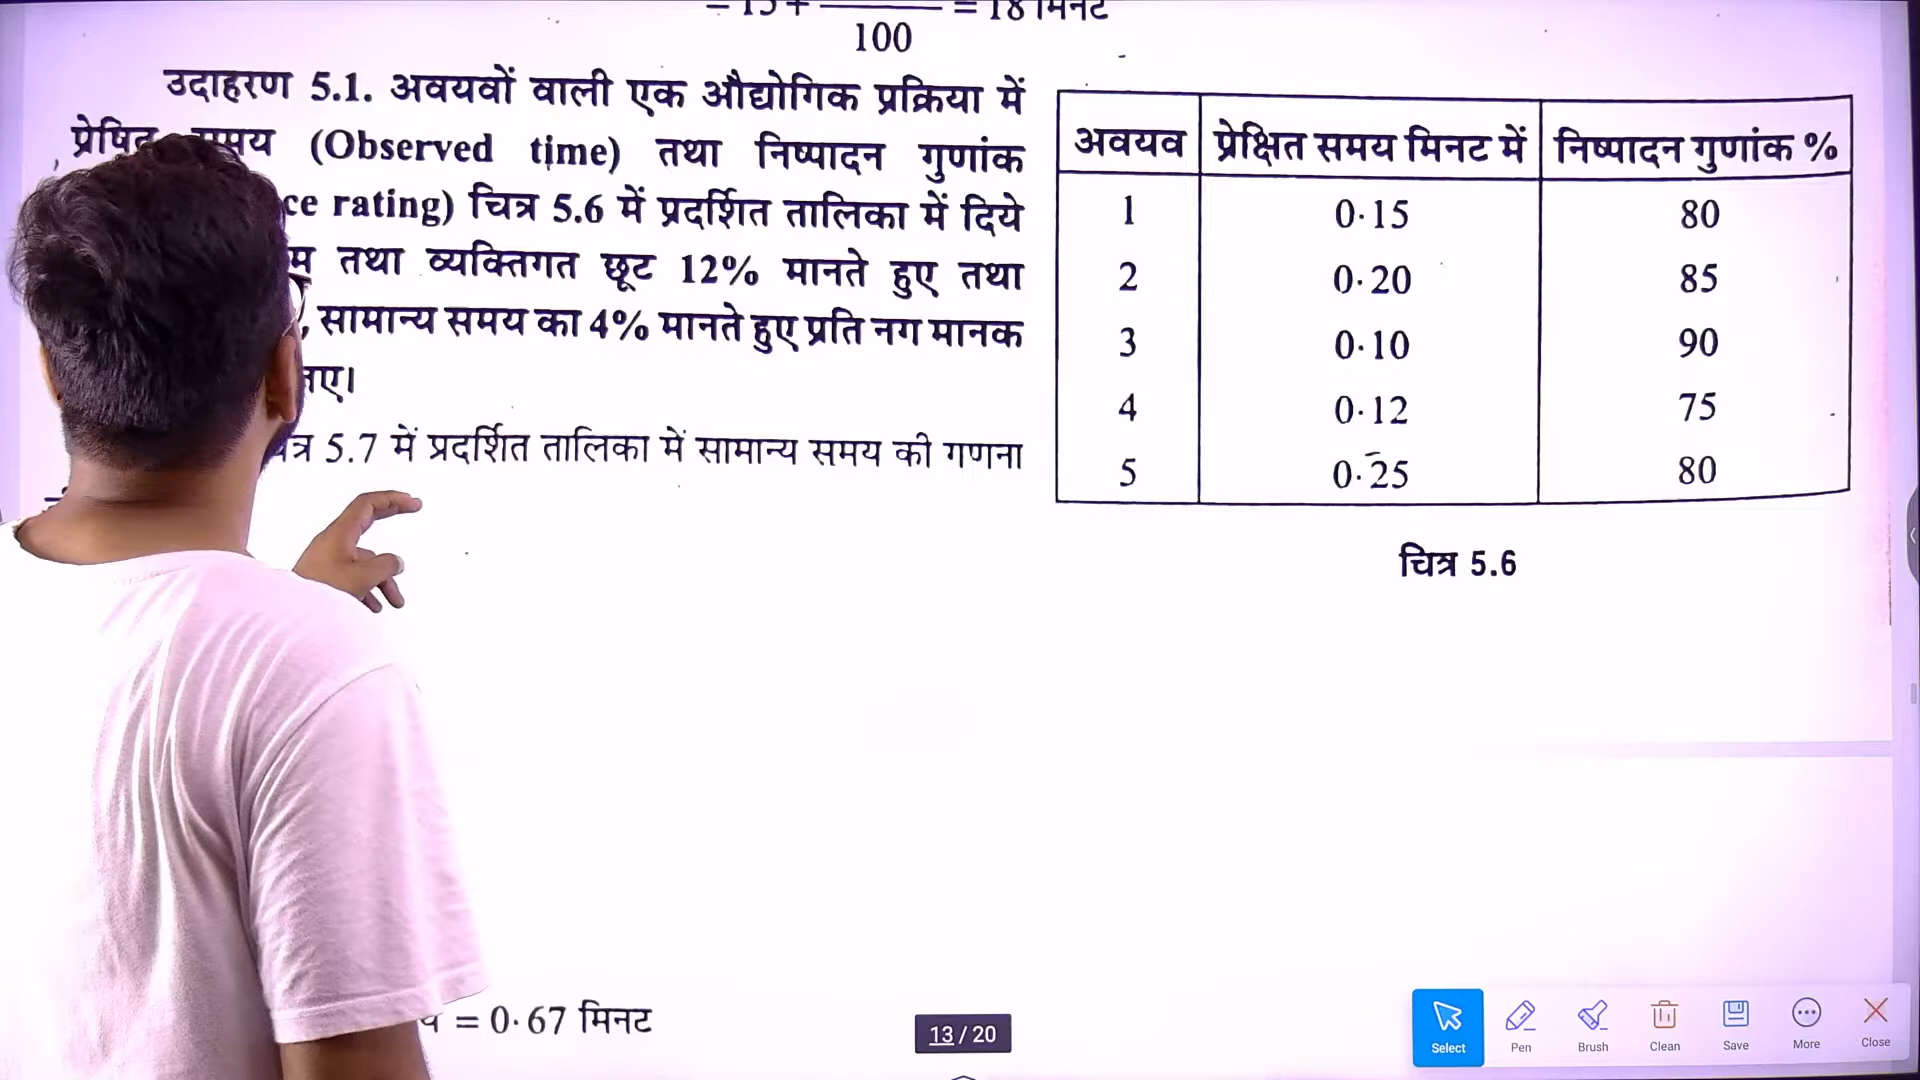 100
= 18 मिनट
उदाहरण 5.1. अवयवों वाली एक औद्योगिक प्रक्रिया में
समय (Observed time) तथा निष्पादन गुणांक
rating) चित्र 5.6 में प्रदर्शित तालिका में दिये
तथा व्यक्तिगत छूट 12% मानते हुए तथा
सामान्य समय का 4% मानते हुए प्रति नग मानक
5.7 में प्रदर्शित तालिका में सामान्य समय की गणना
अवयव प्रेक्षित समय मिनट में निष्पादन गुणांक %
1 0·15 80
2 0·20 85
3 0·10 90
4 0·12 75
5 0·25 80
चित्र 5.6
= 0·67 मिनट
13 / 20
Select Pen Brush Clean Save More Close